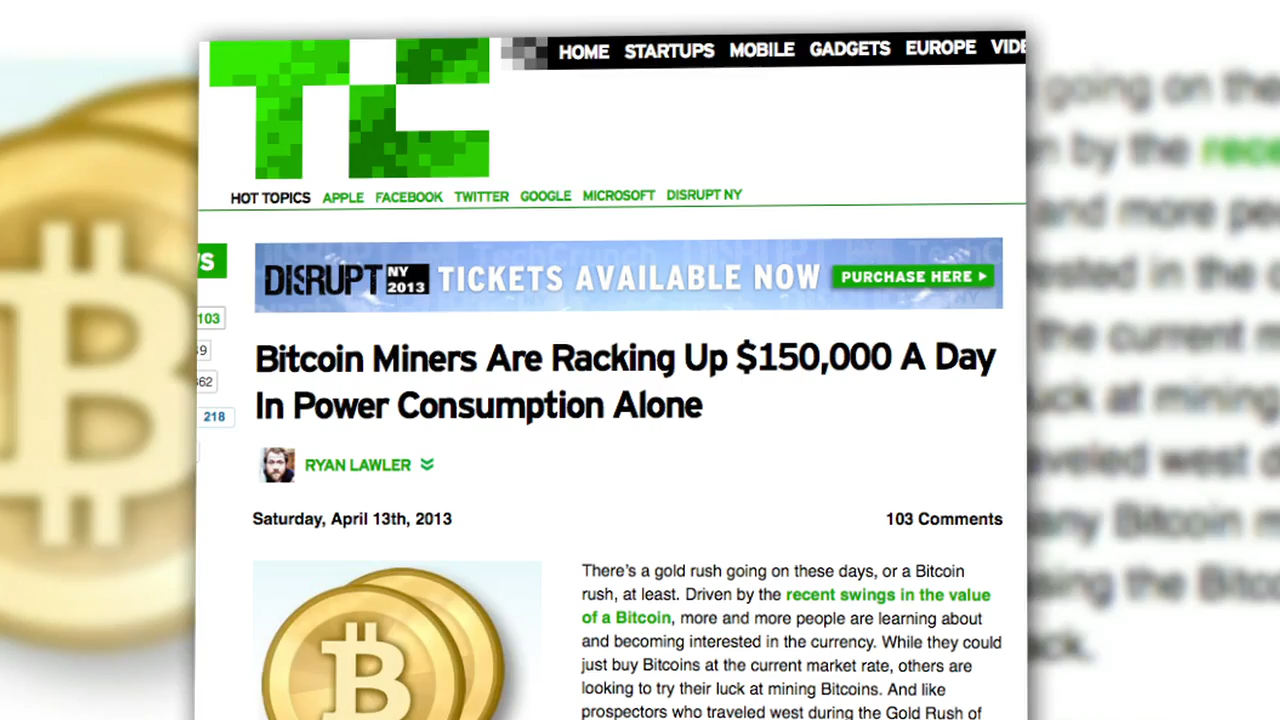 TC
HOME STARTUPS MOBILE GADGETS EUROPE
HOT TOPICS APPLE FACEBOOK TWITTER GOOGLE MICROSOFT DISRUPT NY
DISRUPT NY 2013 TICKETS AVAILABLE NOW PURCHASE HERE
103
218
Bitcoin Miners Are Racking Up $150,000 A Day
In Power Consumption Alone
RYAN LAWLER
Saturday, April 13th, 2013 103 Comments
There's a gold rush going on these days, or a Bitcoin
rush, at least. Driven by the recent swings in the value
of a Bitcoin, more and more people are learning about
and becoming interested in the currency. While they could
just buy Bitcoins at the current market rate, others are
looking to try their luck at mining Bitcoins. And like
prospectors who traveled west during the Gold Rush of